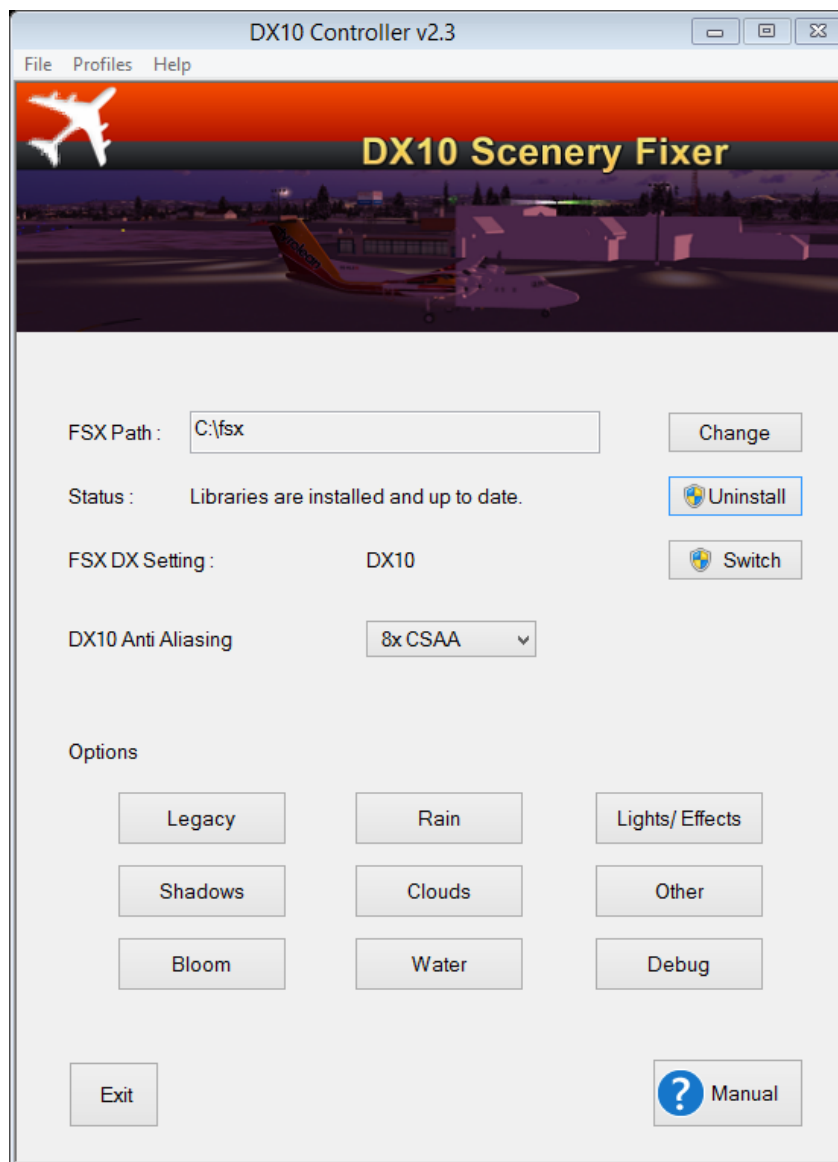 DX10 Controller v2.3
File Profiles Help
DX10 Scenery Fixer
FSX Path : C:\fsx Change
Status : Libraries are installed and up to date. Uninstall
FSX DX Setting : DX10 Switch
DX10 Anti Aliasing 8x CSAA
Options
Legacy Rain Lights/ Effects
Shadows Clouds Other
Bloom Water Debug
Exit ? Manual